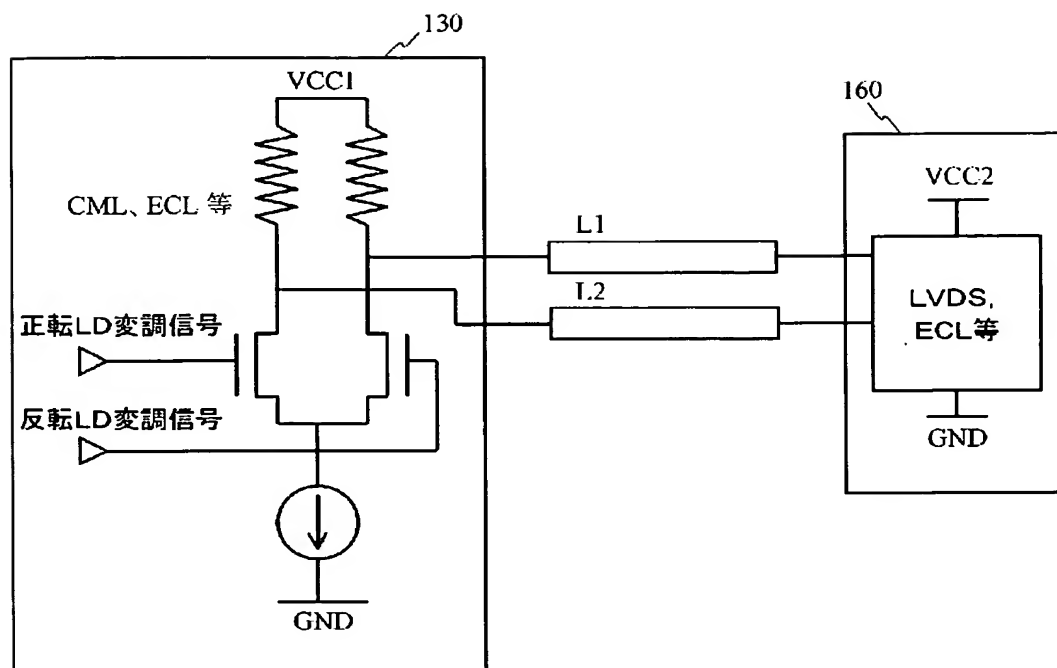 130
VCC1
CML、ECL 等
正転LD変調信号
反転LD変調信号
GND
L1
L2
160
VCC2
LVDS,
ECL等
GND